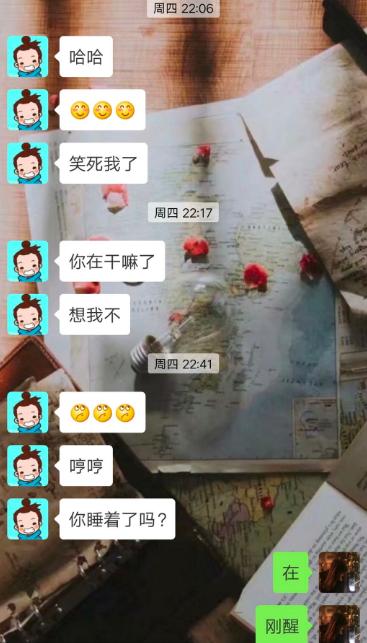 周四 22:06
哈哈
😊😊😊
笑死我了
周四 22:17
你在干嘛了
想我不
周四 22:41
🤔🤔🤔
哼哼
你睡着了吗?
在
刚醒